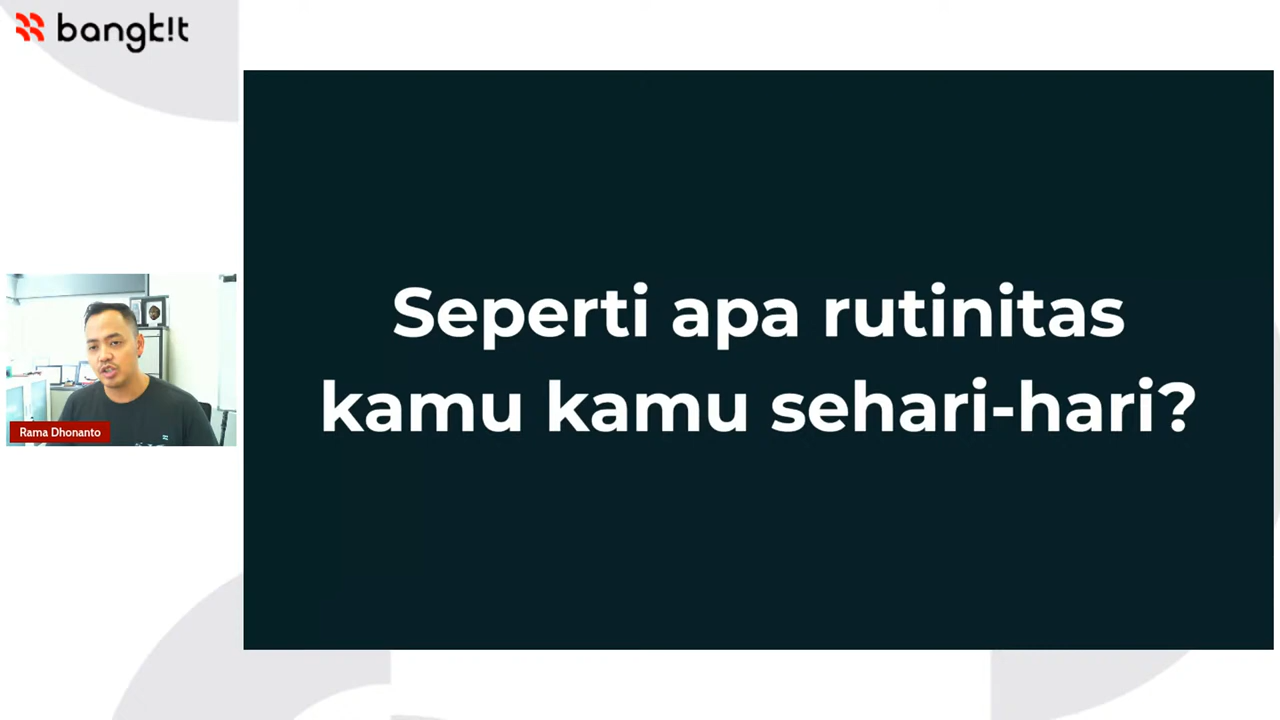 bangk!t
Seperti apa rutinitas
kamu kamu sehari-hari?
Rama Dhonanto